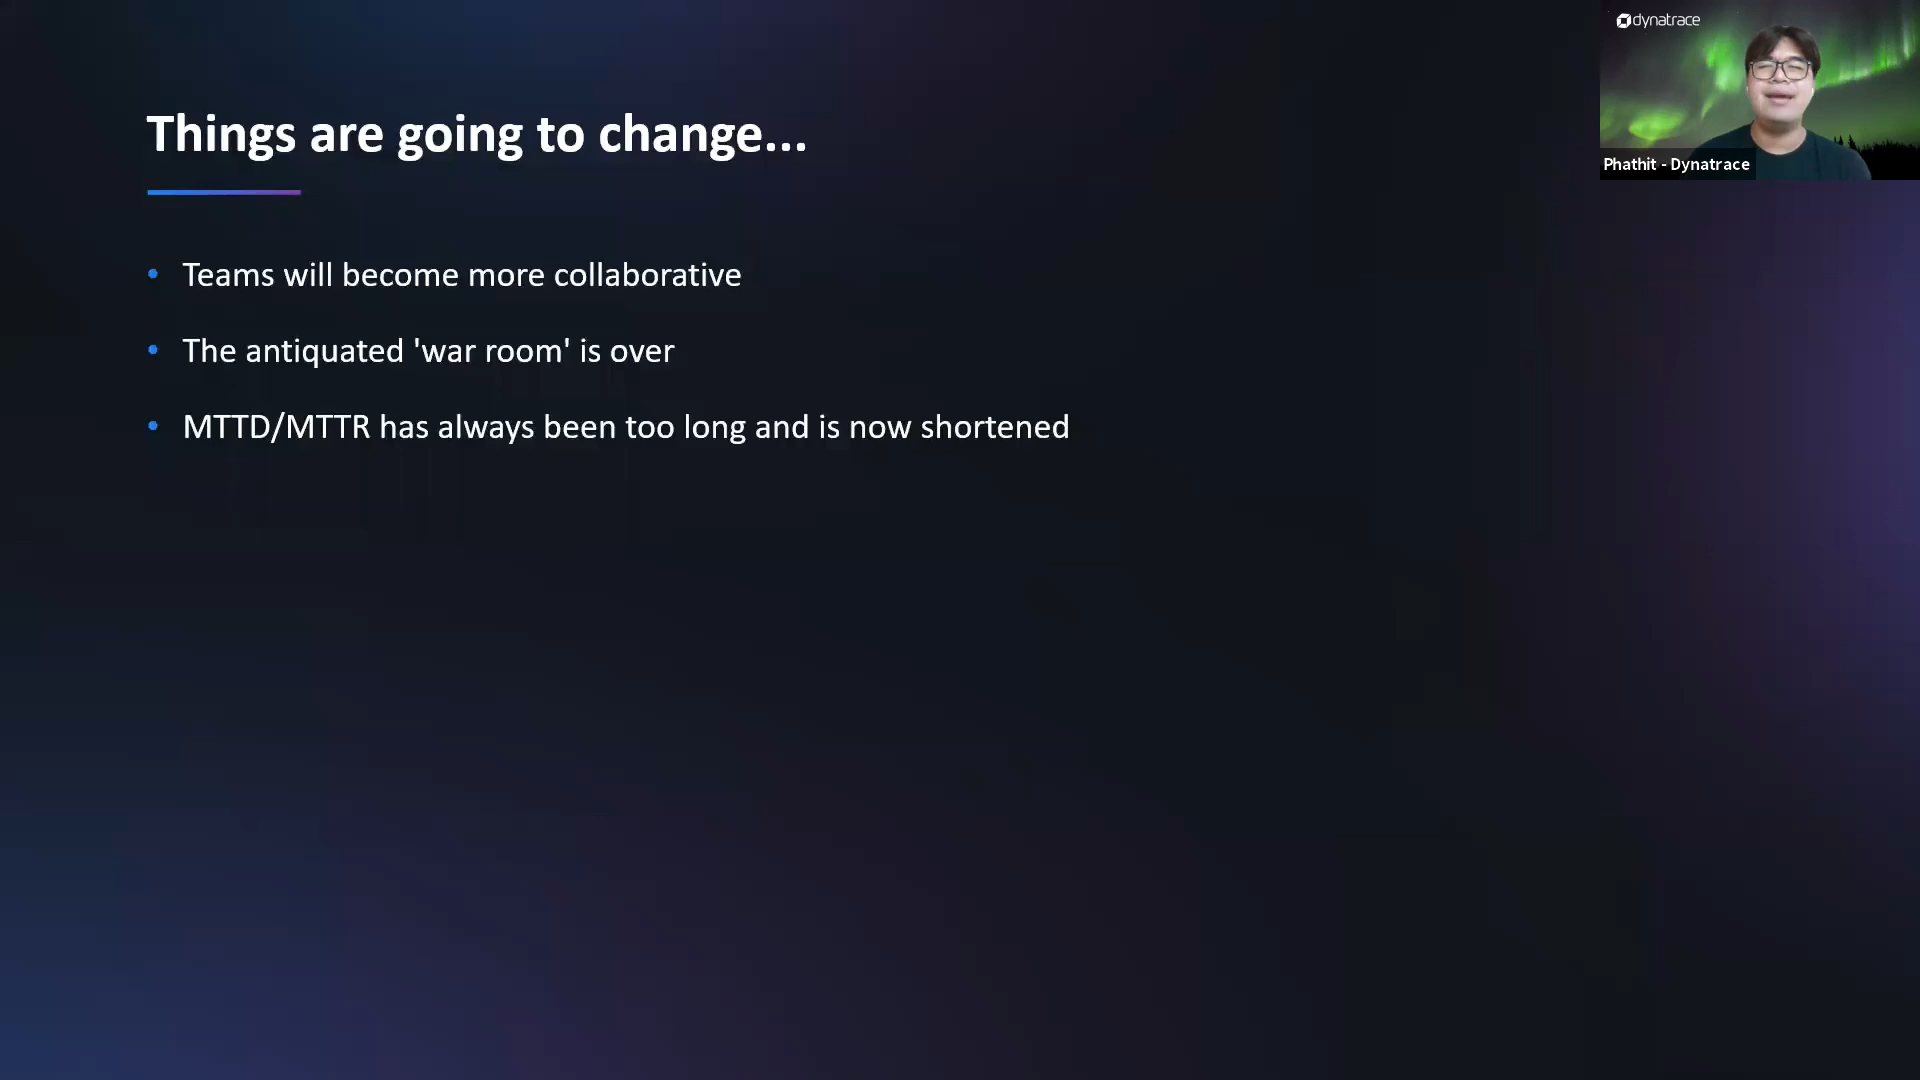 dynatrace
Things are going to change...
Phathit - Dynatrace
• Teams will become more collaborative
• The antiquated 'war room' is over
• MTTD/MTTR has always been too long and is now shortened